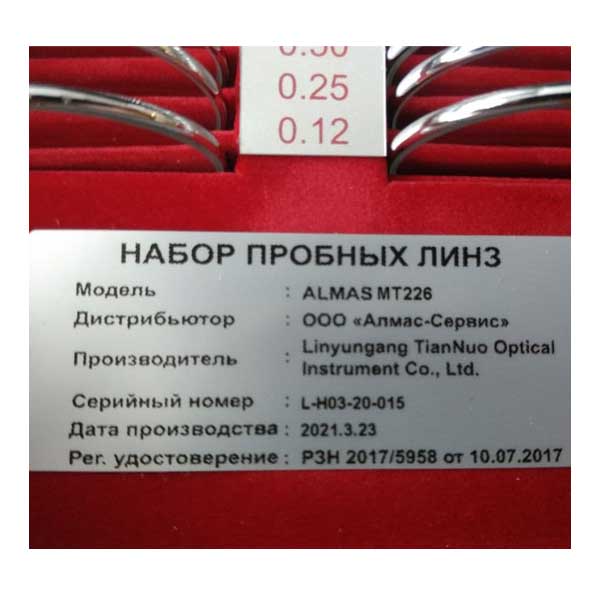 0.50
0.25
0.12
НАБОР ПРОБНЫХ ЛИНЗ
Модель : ALMAS MT226
Дистрибьютор : ООО «Алмас-Сервис»
Производитель : Linyungang TianNuo Optical
Instrument Co., Ltd.
Серийный номер : L-H03-20-015
Дата производства : 2021.3.23
Рег. удостоверение : РЗН 2017/5958 от 10.07.2017